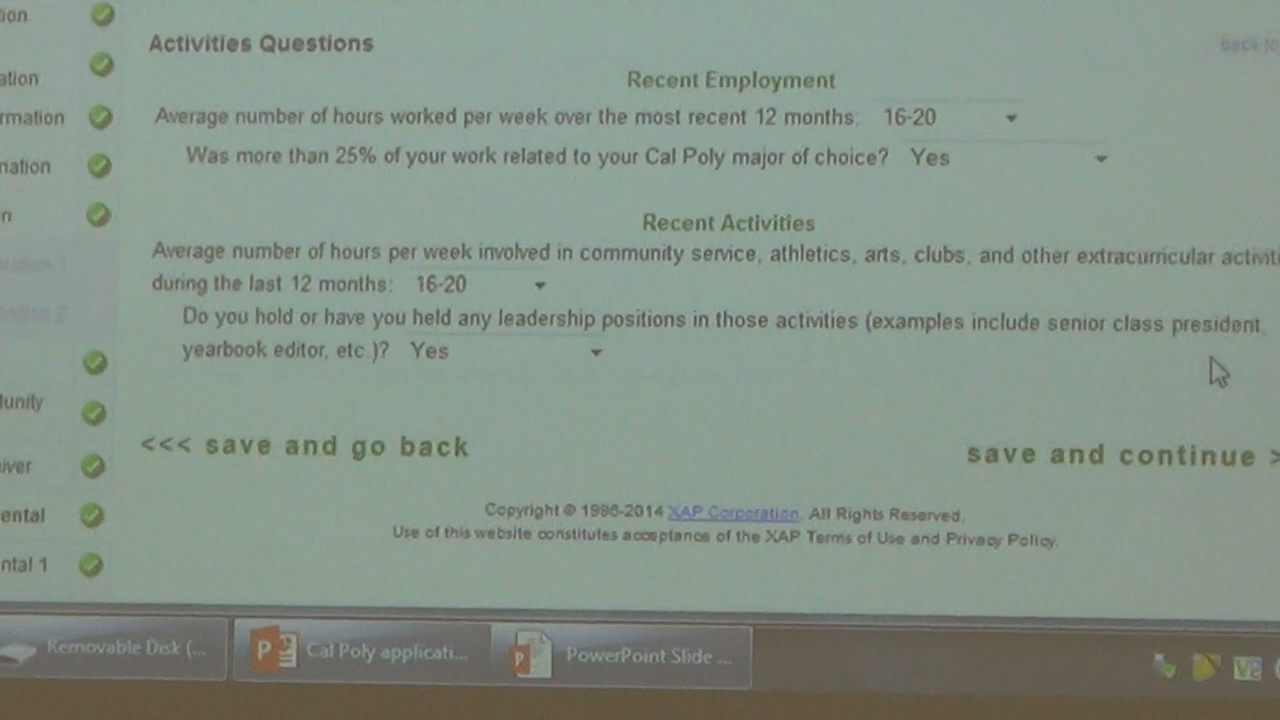 ion
Activities Questions
back to
ation
Recent Employment
rmation
Average number of hours worked per week over the most recent 12 months: 16-20
nation
Was more than 25% of your work related to your Cal Poly major of choice? Yes
n
Recent Activities
Average number of hours per week involved in community service, athletics, arts, clubs, and other extracurricular activiti
during the last 12 months: 16-20
Do you hold or have you held any leadership positions in those activities (examples include senior class president,
yearbook editor, etc.)? Yes
unity
<<< save and go back
save and continue >
iver
ental
Copyright © 1996-2014 XAP Corporation. All Rights Reserved.
Use of this website constitutes acceptance of the XAP Terms of Use and Privacy Policy.
ntal 1
Removable Disk (...
Cal Poly applicati...
PowerPoint Slide ...